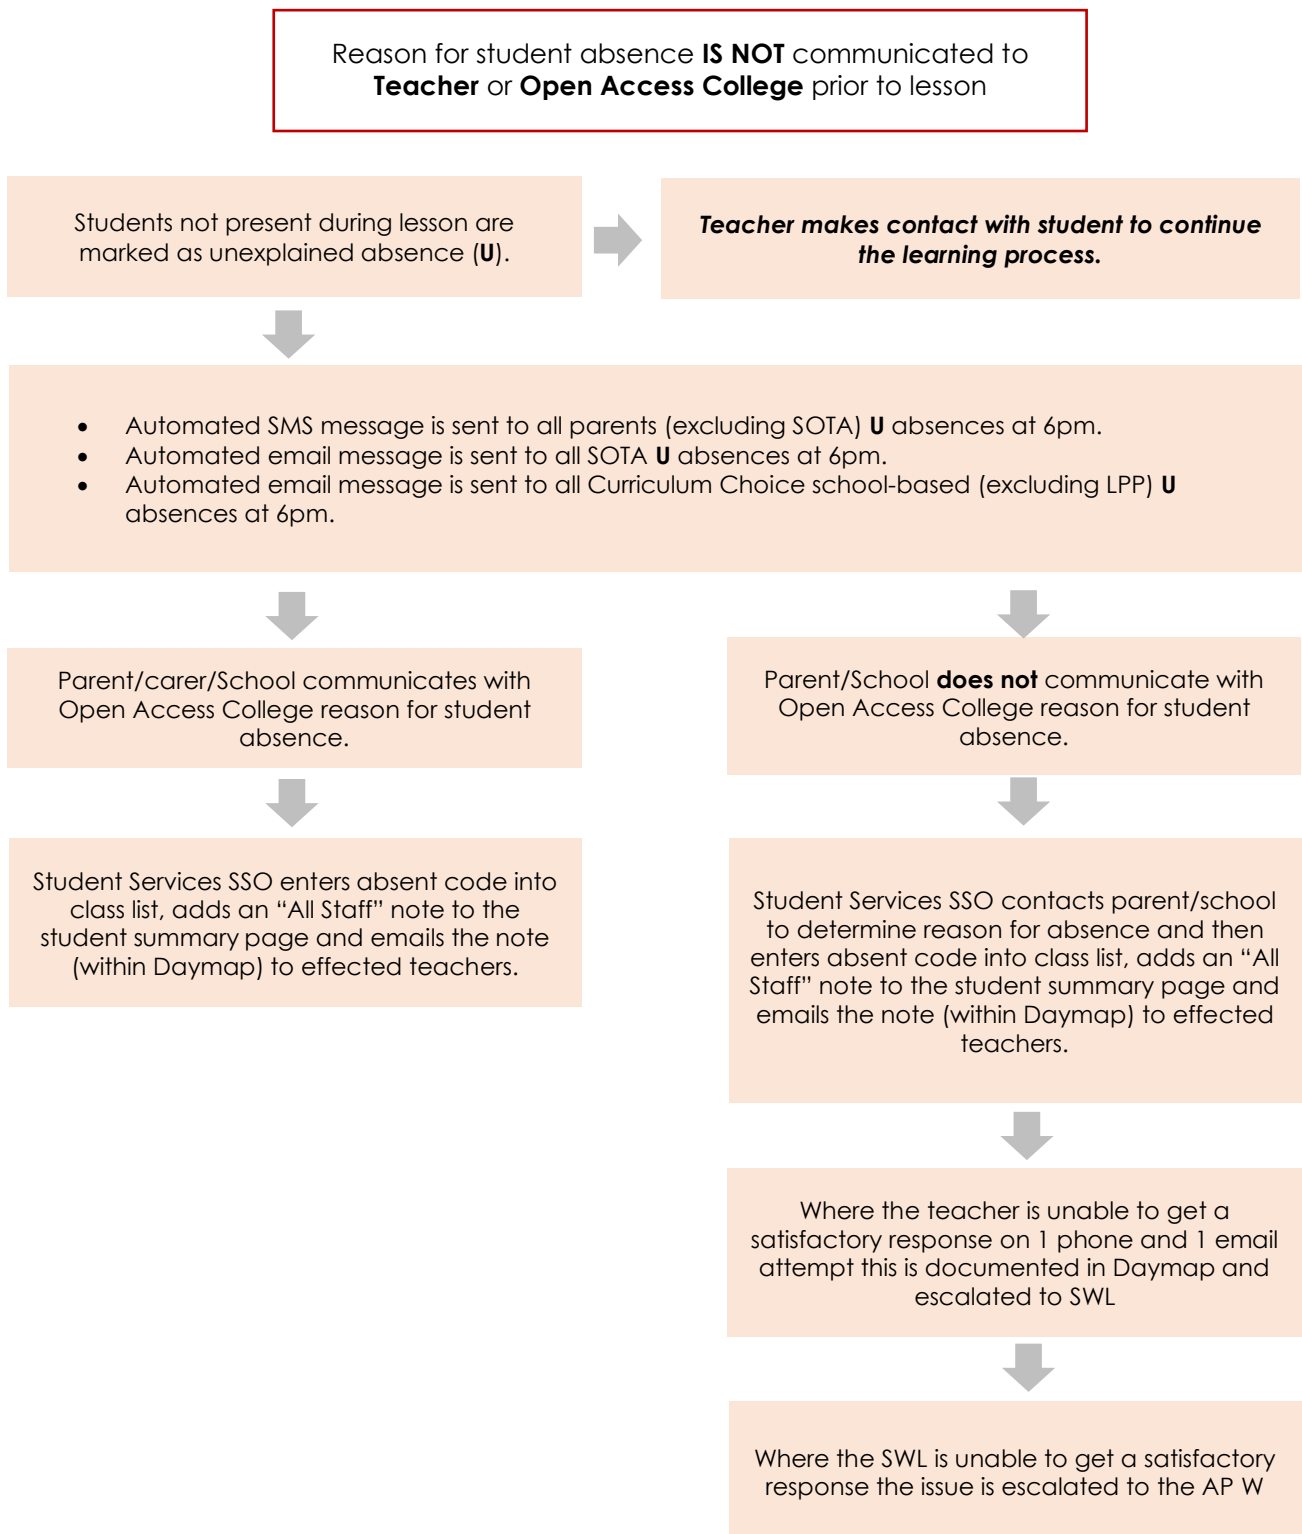 Reason for student absence IS NOT communicated to
Teacher or Open Access College prior to lesson
Students not present during lesson are
marked as unexplained absence (U).
Teacher makes contact with student to continue
the learning process.
• Automated SMS message is sent to all parents (excluding SOTA) U absences at 6pm.
• Automated email message is sent to all SOTA U absences at 6pm.
• Automated email message is sent to all Curriculum Choice school-based (excluding LPP) U
absences at 6pm.
Parent/carer/School communicates with
Open Access College reason for student
absence.
Parent/School does not communicate with
Open Access College reason for student
absence.
Student Services SSO enters absent code into
class list, adds an “All Staff” note to the
student summary page and emails the note
(within Daymap) to effected teachers.
Student Services SSO contacts parent/school
to determine reason for absence and then
enters absent code into class list, adds an “All
Staff” note to the student summary page and
emails the note (within Daymap) to effected
teachers.
Where the teacher is unable to get a
satisfactory response on 1 phone and 1 email
attempt this is documented in Daymap and
escalated to SWL
Where the SWL is unable to get a satisfactory
response the issue is escalated to the AP W